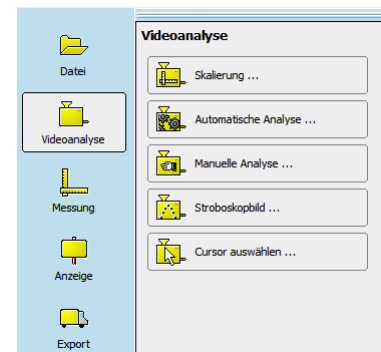 Datei
Videoanalyse
Messung
Anzeige
Export
Videoanalyse
Skalierung ...
Automatische Analyse ...
Manuelle Analyse ...
Stroboskopbild ...
Cursor auswählen ...